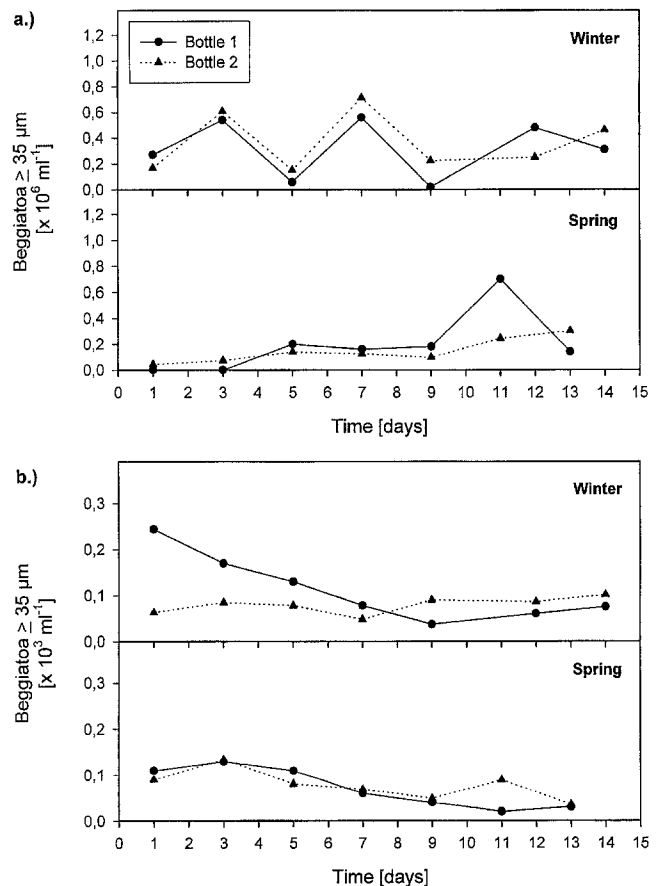 a.)
Bottle 1
Bottle 2
Winter
1,2
1,0
0,8
0,6
0,4
0,2
0,0
Beggiatoa ≥ 35 µm
[x 10⁶ ml⁻¹]
Spring
1,2
1,0
0,8
0,6
0,4
0,2
0,0
0 1 2 3 4 5 6 7 8 9 10 11 12 13 14 15
Time [days]
b.)
Winter
0,3
0,2
0,1
0,0
Beggiatoa ≥ 35 µm
[x 10³ ml⁻¹]
Spring
0,3
0,2
0,1
0,0
0 1 2 3 4 5 6 7 8 9 10 11 12 13 14 15
Time [days]